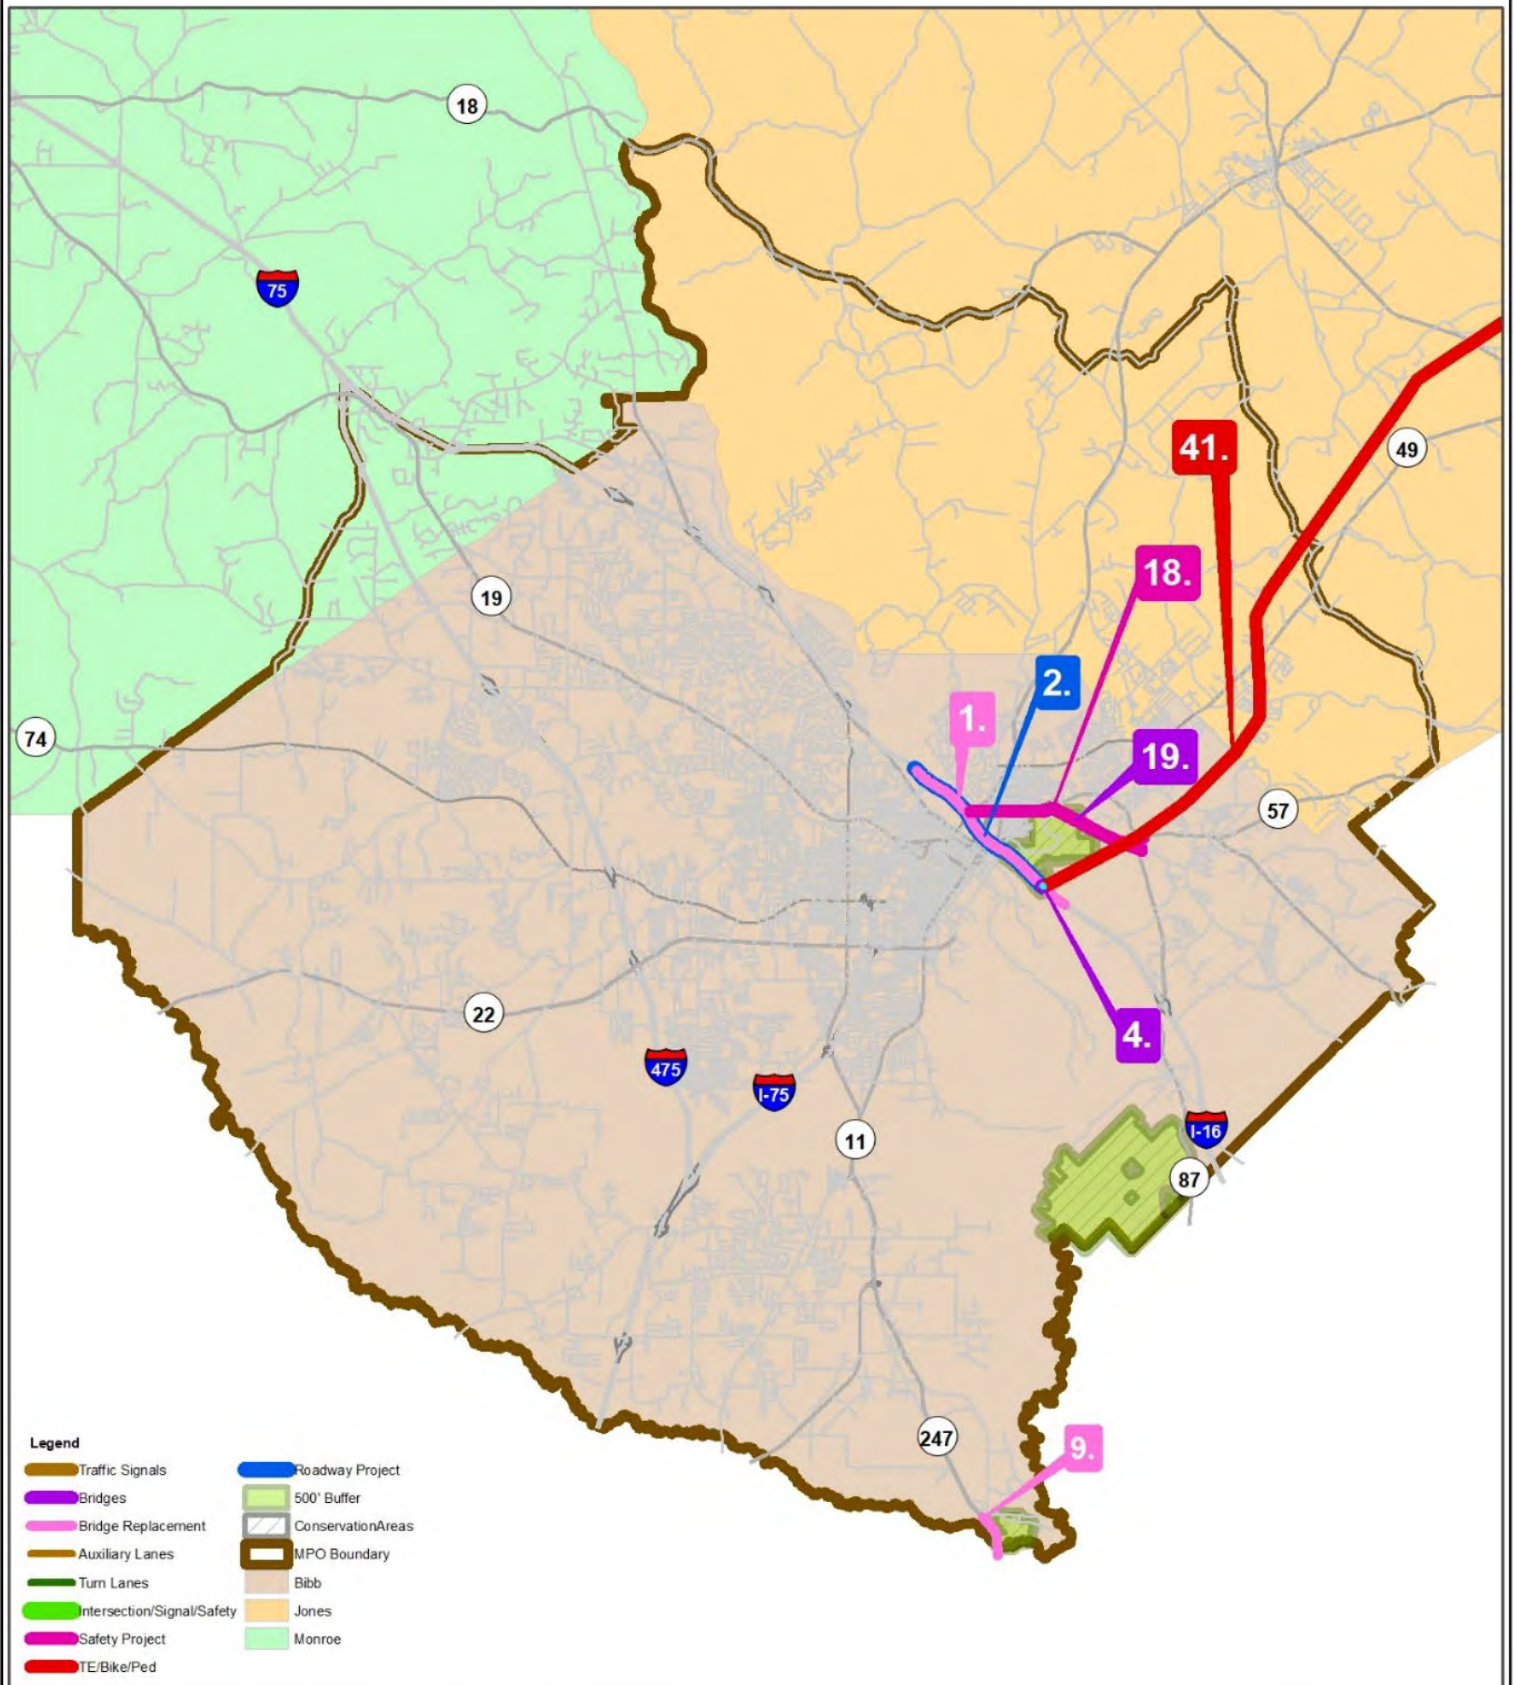 18
75
41.
49
18.
19
2.
1.
74
19.
57
22
4.
475
I-75
I-16
11
87
247
9.
Legend
Traffic Signals
Bridges
Bridge Replacement
Auxiliary Lanes
Turn Lanes
Intersection/Signal/Safety
Safety Project
TE/Bike/Ped
Roadway Project
500' Buffer
ConservationAreas
MPO Boundary
Bibb
Jones
Monroe